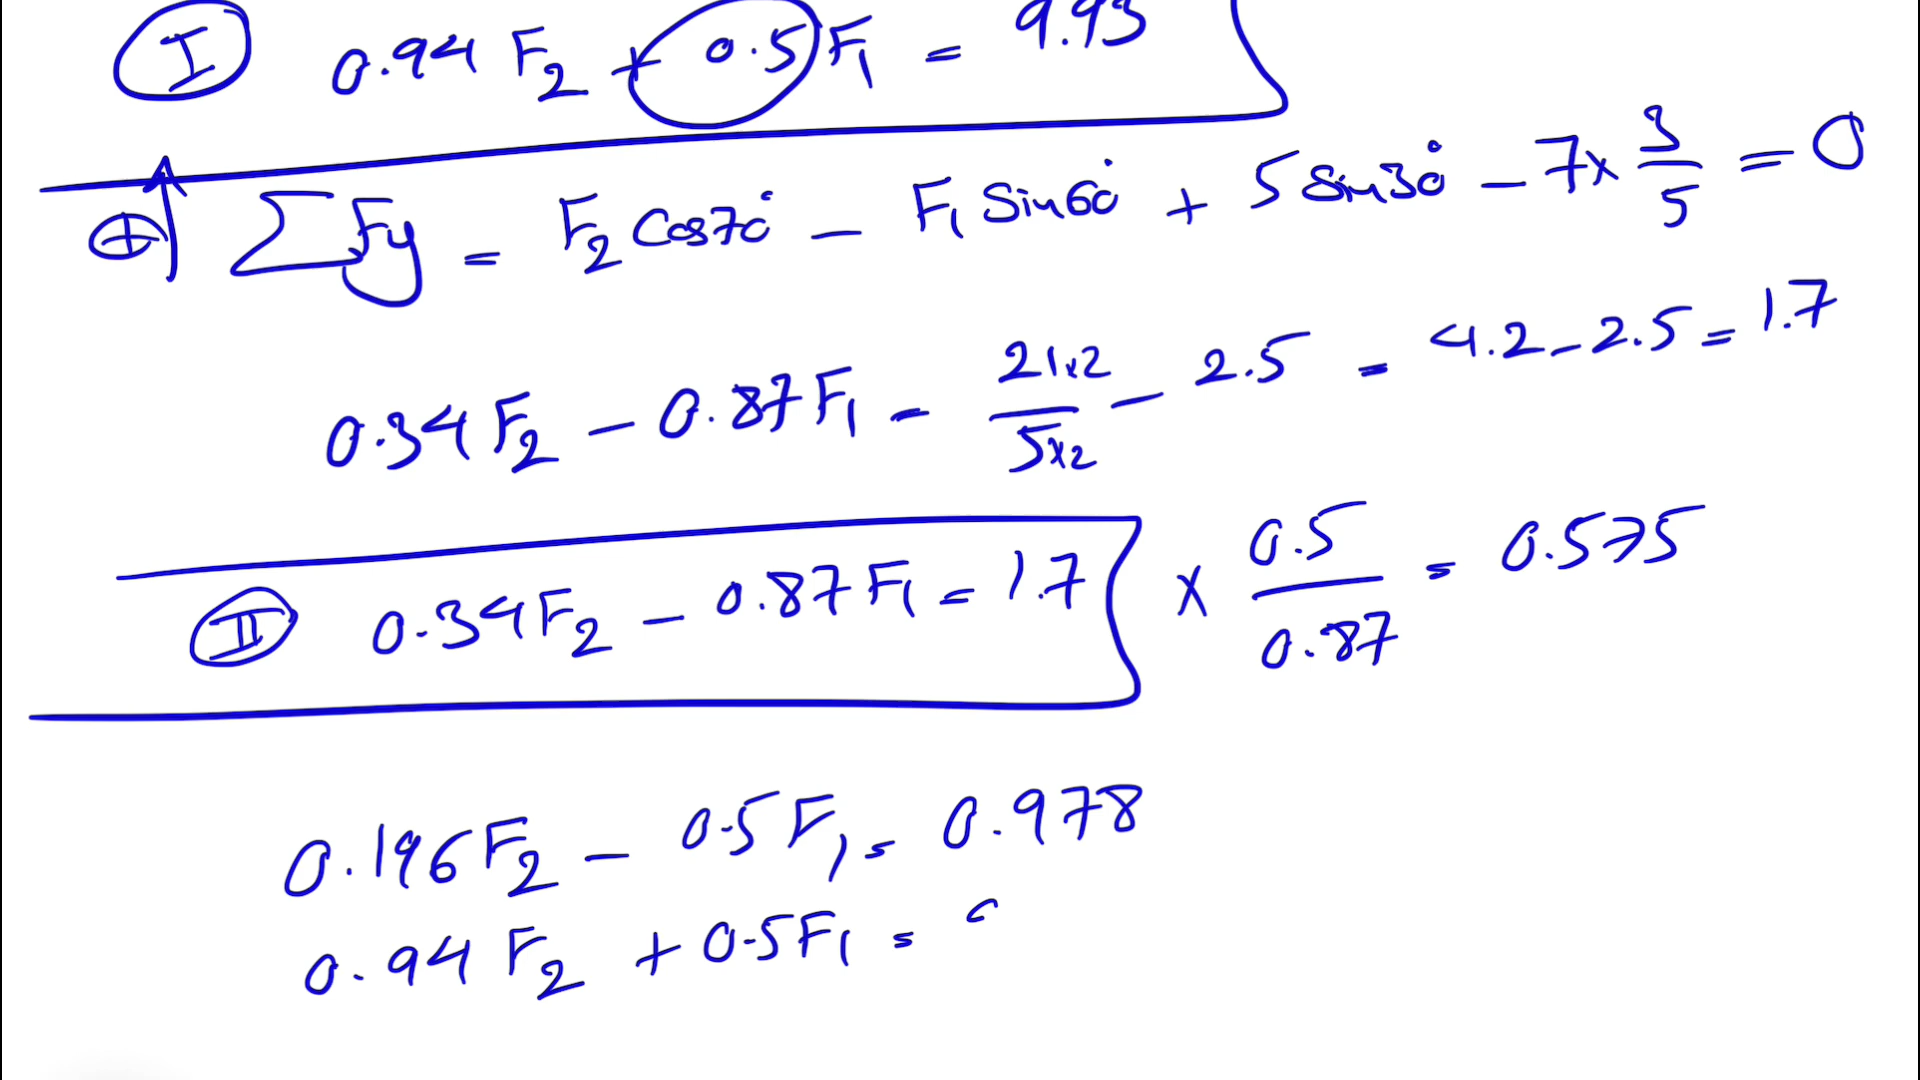 I 0.94 F₂ + 0.5 F₁ = 9.93
⊕ ΣFy = F₂ Cos70° - F₁ Sin60° + 5 Sin30° - 7 x 3/5 = 0
0.34 F₂ - 0.87 F₁ = 21x2/5x2 - 2.5 = 4.2 - 2.5 = 1.7
II 0.34 F₂ - 0.87 F₁ = 1.7 x 0.5/0.87 = 0.575
0.196 F₂ - 0.5 F₁ = 0.978
0.94 F₂ + 0.5 F₁ =